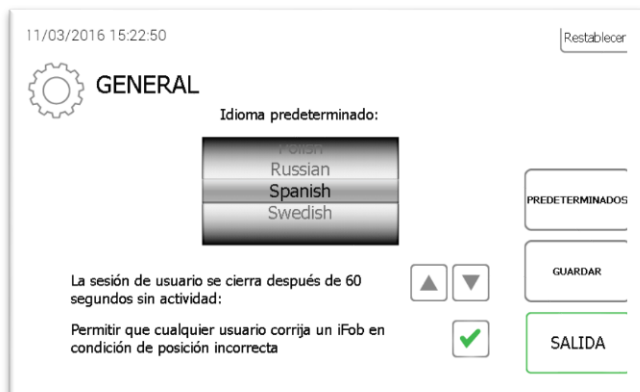 11/03/2016 15:22:50
Restablecer
GENERAL
Idioma predeterminado:
Polish
Russian
Spanish
Swedish
PREDETERMINADOS
La sesión de usuario se cierra después de 60
segundos sin actividad:
GUARDAR
Permitir que cualquier usuario corrija un iFob en
condición de posición incorrecta
SALIDA